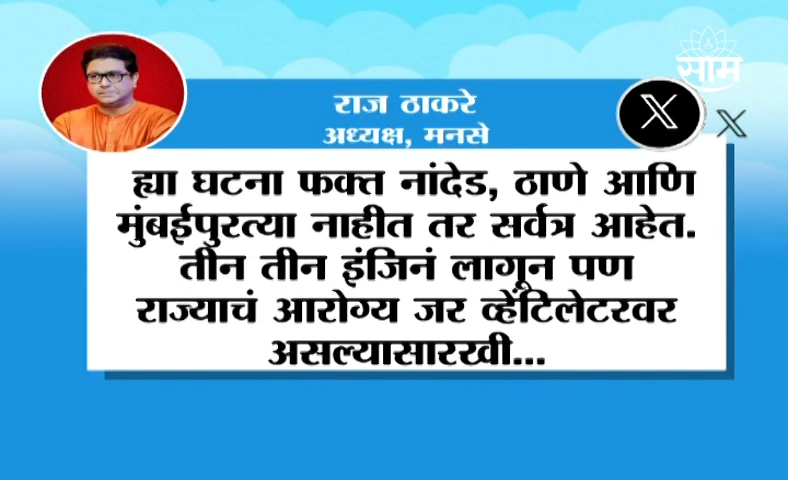 साम
राज ठाकरे
अध्यक्ष, मनसे
X
X
ह्या घटना फक्त नांदेड, ठाणे आणि
मुंबईपुरत्या नाहीत तर सर्वत्र आहेत.
तीन तीन इंजिनं लागून पण
राज्याचं आरोग्य जर व्हेंटिलेटरवर
असल्यासारखी...